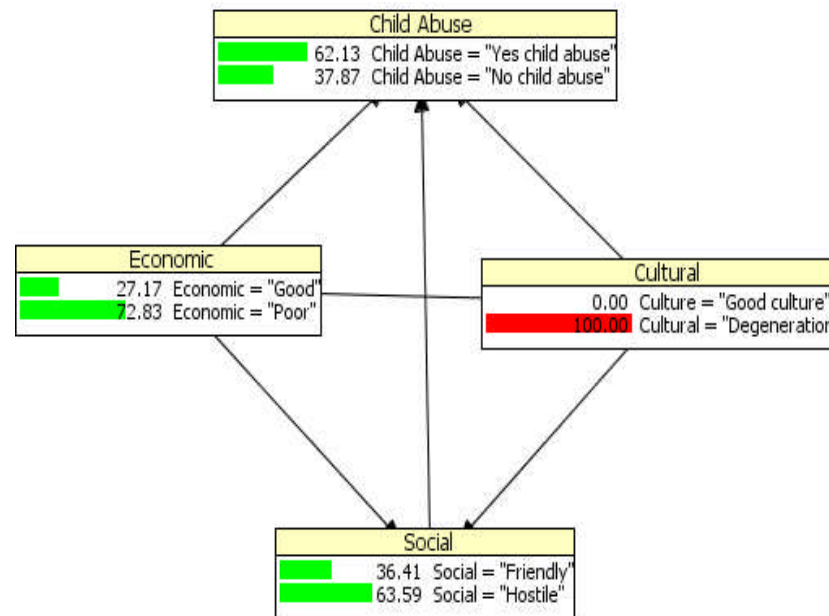 Child Abuse
62.13 Child Abuse = "Yes child abuse"
37.87 Child Abuse = "No child abuse"
Economic
27.17 Economic = "Good"
72.83 Economic = "Poor"
Cultural
0.00 Culture = "Good culture"
100.00 Cultural = "Degeneration
Social
36.41 Social = "Friendly"
63.59 Social = "Hostile"